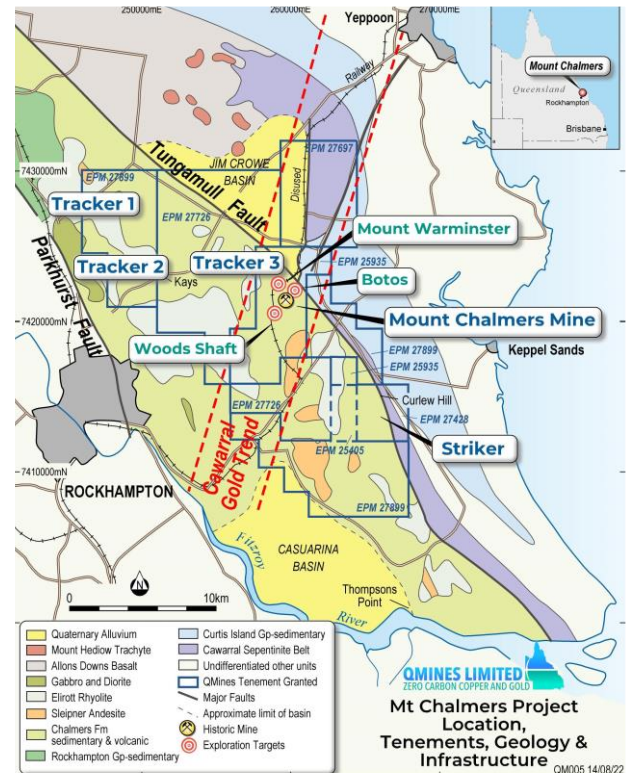 250000mE
260000mE
270000mE
Yeppoon
Railway
Mount Chalmers
Queensland
Rockhampton
Brisbane
7430000mN
EPM 27899
EPM 27697
JIM CROWE
BASIN
Disused
Tungamull Fault
Tracker 1
EPM 27726
Mount Warminster
Tracker 2
Tracker 3
EPM 25935
Kays
Botos
Parkhurst Fault
7420000mN
Mount Chalmers Mine
Woods Shaft
Keppel Sands
EPM 27899
EPM 25935
Curlew Hill
EPM 27726
EPM 27428
Striker
Cawarral
Gold Trend
EPM 25405
7410000mN
ROCKHAMPTON
EPM 27899
Fitzroy
River
CASUARINA
BASIN
Thompsons
Point
N
0
10km
Quaternary Alluvium
Mount Hediow Trachyte
Allons Downs Basalt
Gabbro and Diorite
Elirott Rhyolite
Sleipner Andesite
Chalmers Fm
sedimentary & volcanic
Rockhampton Gp-sedimentary
Curtis Island Gp-sedimentary
Cawarral Sepentinite Belt
Undifferentiated other units
QMines Tenement Granted
Major Faults
Approximate limit of basin
Historic Mine
Exploration Targets
QMINES LIMITED
ZERO CARBON COPPER AND GOLD
Mt Chalmers Project
Location,
Tenements, Geology &
Infrastructure
QM005 14/08/22